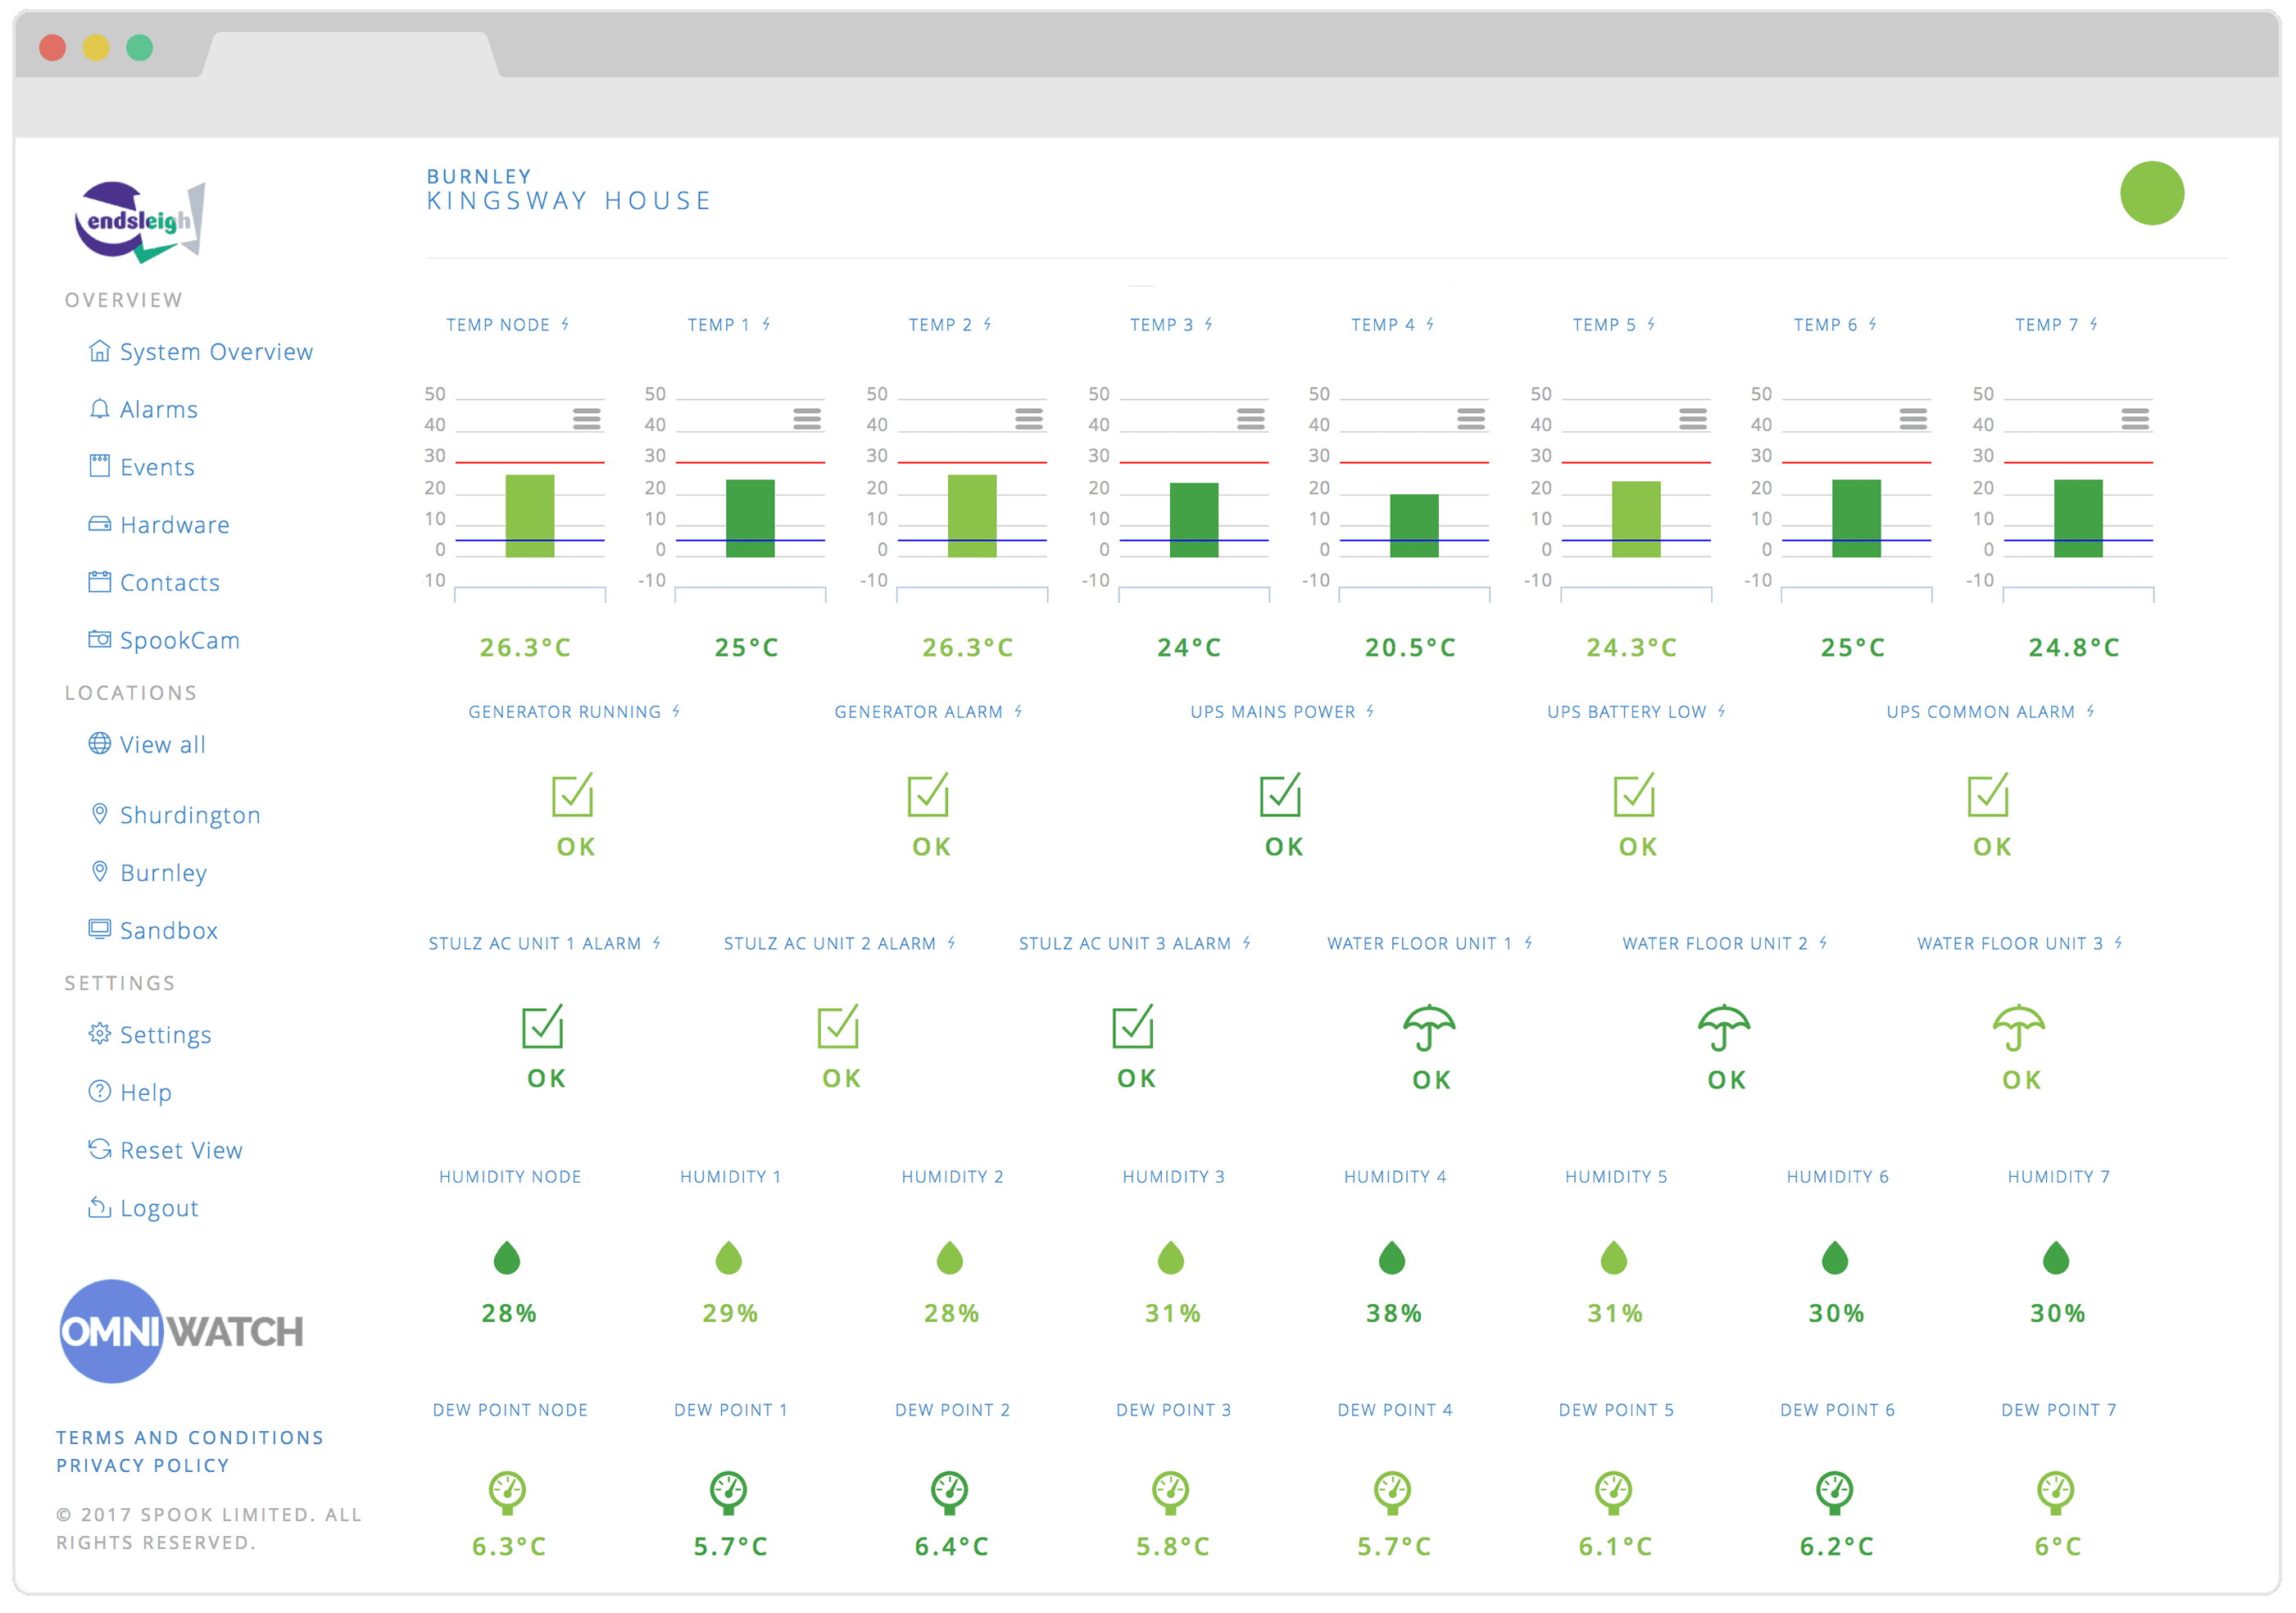 endsleigh
BURNLEY
KINGSWAY HOUSE
OVERVIEW
System Overview
Alarms
Events
Hardware
Contacts
SpookCam
LOCATIONS
View all
Shurdington
Burnley
Sandbox
SETTINGS
Settings
Help
Reset View
Logout
OMNIWATCH
TERMS AND CONDITIONS
PRIVACY POLICY
© 2017 SPOOK LIMITED. ALL
RIGHTS RESERVED.
TEMP NODE TEMP 1 TEMP 2 TEMP 3 TEMP 4 TEMP 5 TEMP 6 TEMP 7
50 50 50 50 50 50 50 50
40 40 40 40 40 40 40 40
30 30 30 30 30 30 30 30
20 20 20 20 20 20 20 20
10 10 10 10 10 10 10 10
0 0 0 0 0 0 0 0
-10 -10 -10 -10 -10 -10 -10 -10
26.3°C 25°C 26.3°C 24°C 20.5°C 24.3°C 25°C 24.8°C
GENERATOR RUNNING GENERATOR ALARM UPS MAINS POWER UPS BATTERY LOW UPS COMMON ALARM
OK OK OK OK OK
STULZ AC UNIT 1 ALARM STULZ AC UNIT 2 ALARM STULZ AC UNIT 3 ALARM WATER FLOOR UNIT 1 WATER FLOOR UNIT 2 WATER FLOOR UNIT 3
OK OK OK OK OK OK
HUMIDITY NODE HUMIDITY 1 HUMIDITY 2 HUMIDITY 3 HUMIDITY 4 HUMIDITY 5 HUMIDITY 6 HUMIDITY 7
28% 29% 28% 31% 38% 31% 30% 30%
DEW POINT NODE DEW POINT 1 DEW POINT 2 DEW POINT 3 DEW POINT 4 DEW POINT 5 DEW POINT 6 DEW POINT 7
6.3°C 5.7°C 6.4°C 5.8°C 5.7°C 6.1°C 6.2°C 6°C